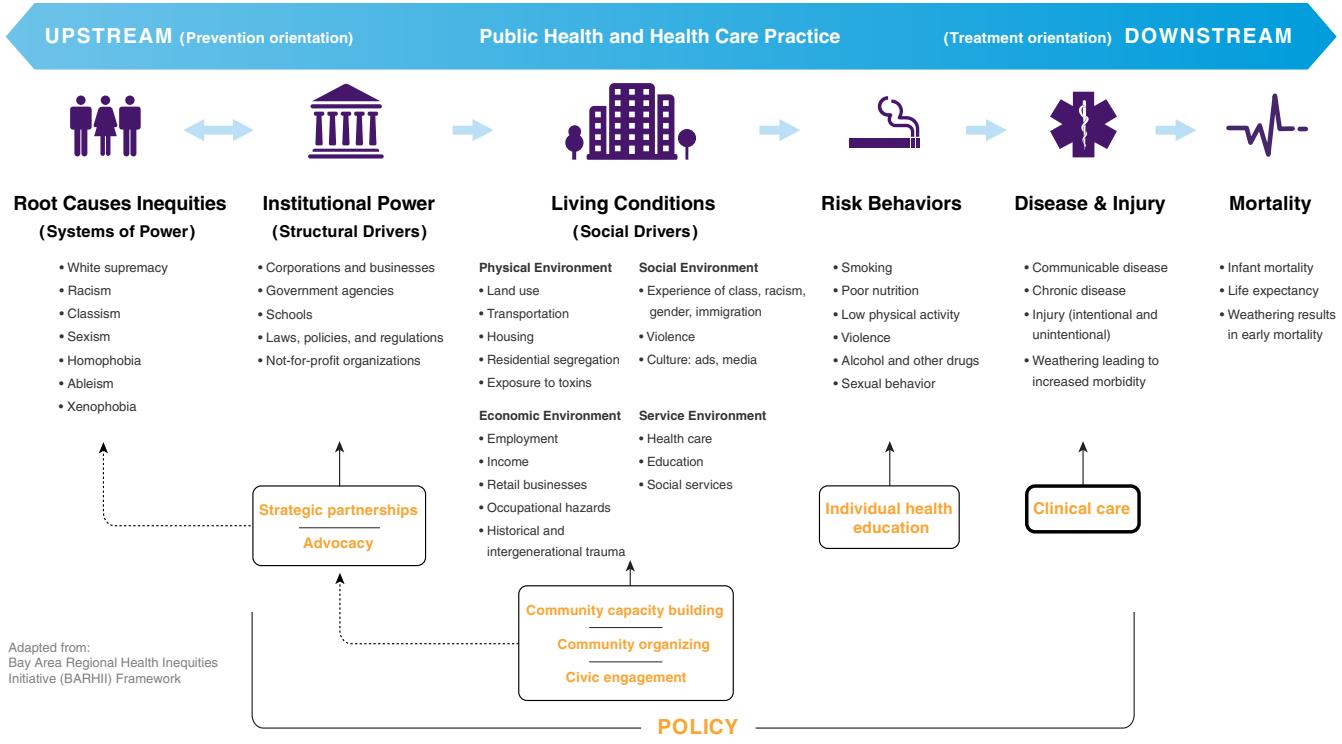 UPSTREAM (Prevention orientation)
Public Health and Health Care Practice
(Treatment orientation) DOWNSTREAM
Root Causes Inequities
(Systems of Power)
• White supremacy
• Racism
• Classism
• Sexism
• Homophobia
• Ableism
• Xenophobia
Institutional Power
(Structural Drivers)
• Corporations and businesses
• Government agencies
• Schools
• Laws, policies, and regulations
• Not-for-profit organizations
Strategic partnerships
Advocacy
Living Conditions
(Social Drivers)
Physical Environment
• Land use
• Transportation
• Housing
• Residential segregation
• Exposure to toxins
Social Environment
• Experience of class, racism,
gender, immigration
• Violence
• Culture: ads, media
Economic Environment
• Employment
• Income
• Retail businesses
• Occupational hazards
• Historical and
intergenerational trauma
Service Environment
• Health care
• Education
• Social services
Community capacity building
Community organizing
Civic engagement
Risk Behaviors
• Smoking
• Poor nutrition
• Low physical activity
• Violence
• Alcohol and other drugs
• Sexual behavior
Individual health
education
Disease & Injury
• Communicable disease
• Chronic disease
• Injury (intentional and
unintentional)
• Weathering leading to
increased morbidity
Clinical care
Mortality
• Infant mortality
• Life expectancy
• Weathering results
in early mortality
Adapted from:
Bay Area Regional Health Inequities
Initiative (BARHII) Framework
POLICY